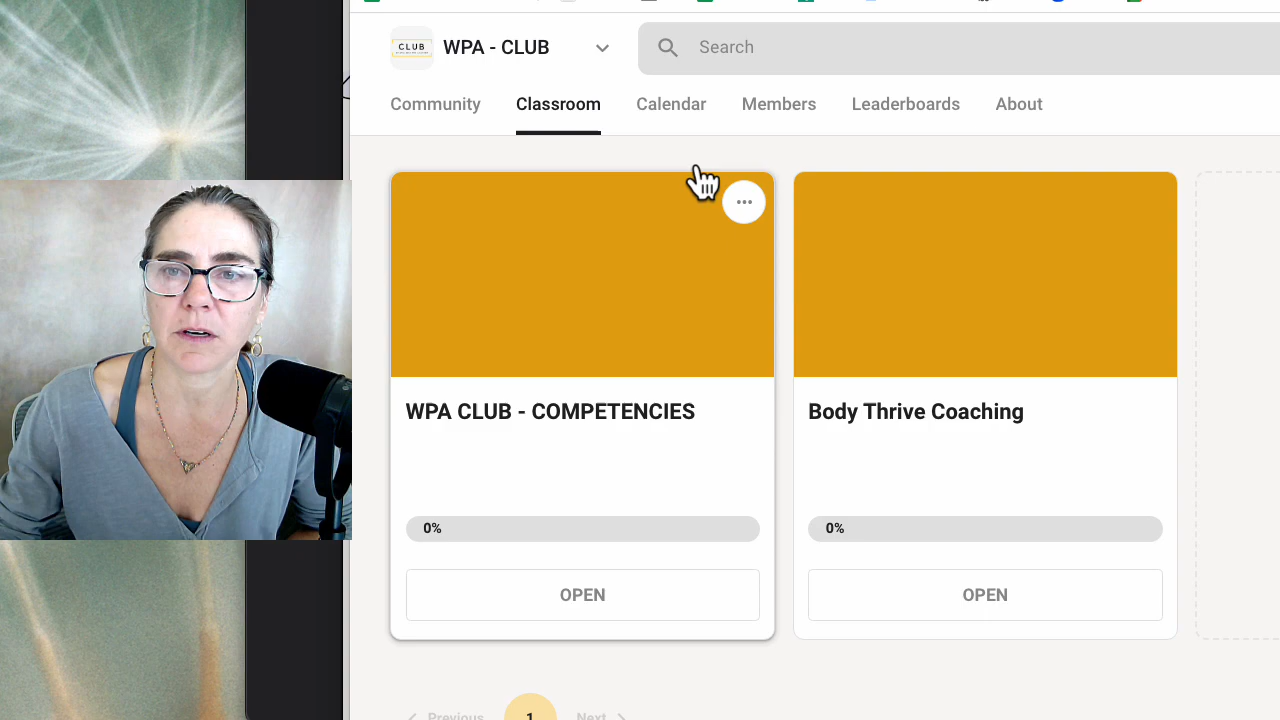 CLUB
WPA - CLUB
Search
Community
Classroom
Calendar
Members
Leaderboards
About
WPA CLUB - COMPETENCIES
0%
OPEN
Body Thrive Coaching
0%
OPEN
Previous
1
Next